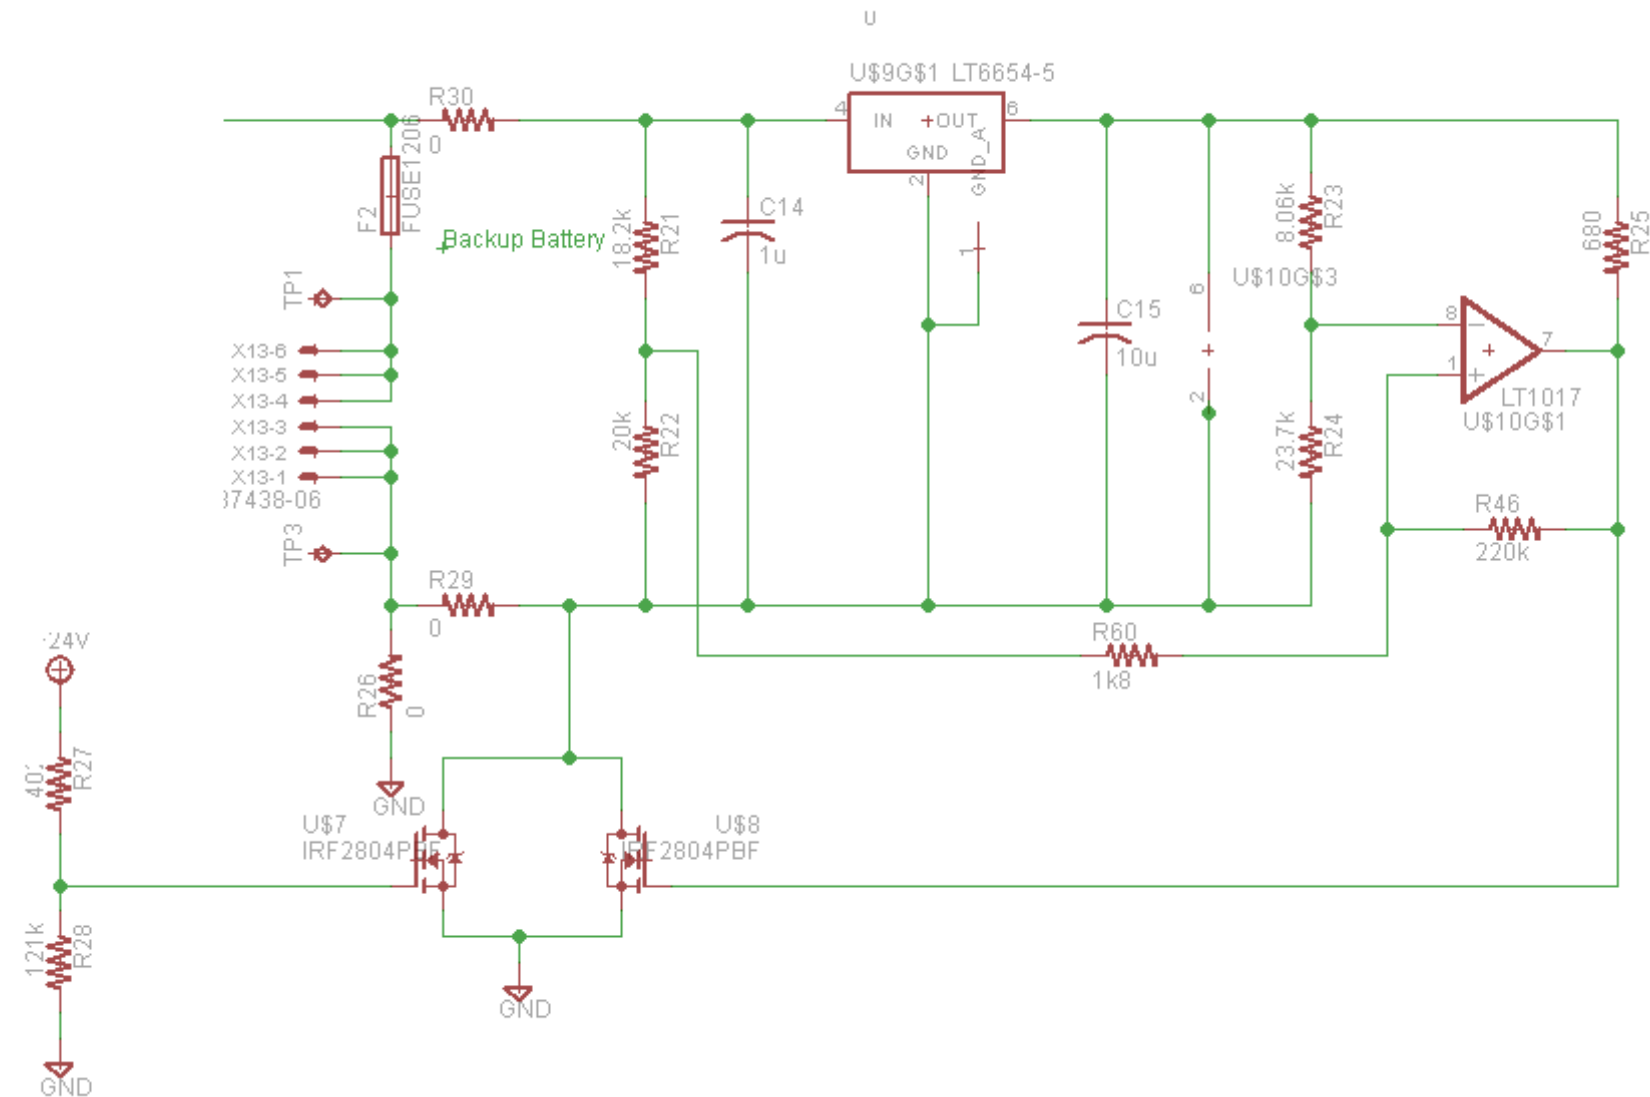 U
U$9G$1 LT6654-5
R30
0
4
IN
+OUT
GND
GND_A
6
2
1
F2
FUSE1206
Backup Battery
18.2k
R21
C14
1u
8.06k
R23
680
R25
TP1
U$10G$3
6
2
C15
10u
8
1
7
LT1017
U$10G$1
X13-6
X13-5
X13-4
X13-3
X13-2
X13-1
37438-06
20k
R22
23.7k
R24
TP3
R46
220k
R29
0
24V
R26
0
R60
1k8
R27
GND
U$7
IRF2804PBF
U$8
IRF2804PBF
121k
R28
GND
GND